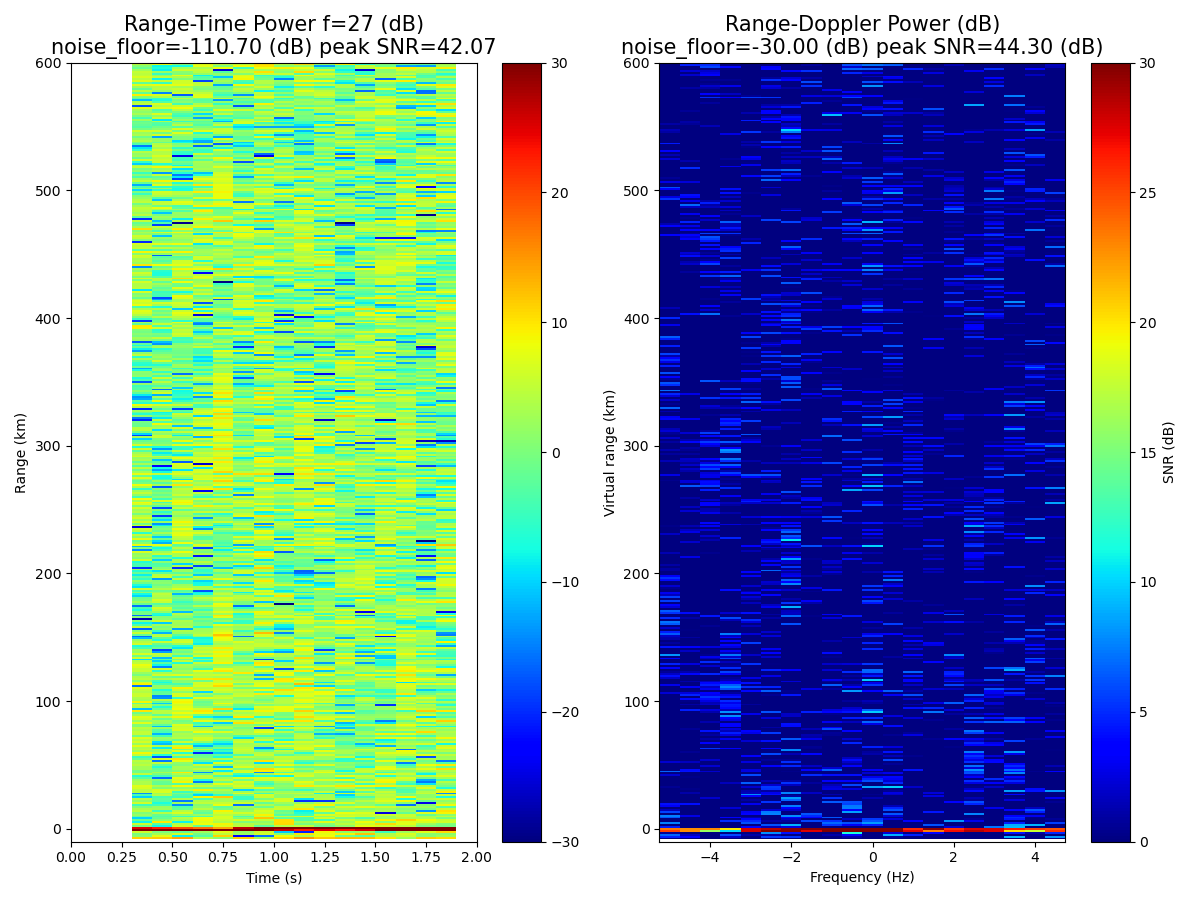 Range-Time Power f=27 (dB)
noise_floor=-110.70 (dB) peak SNR=42.07
Range-Doppler Power (dB)
noise_floor=-30.00 (dB) peak SNR=44.30 (dB)
600
500
400
300
200
100
0
Range (km)
0.00 0.25 0.50 0.75 1.00 1.25 1.50 1.75 2.00
Time (s)
30
20
10
0
−10
−20
−30
600
500
400
300
200
100
0
Virtual range (km)
−4 −2 0 2 4
Frequency (Hz)
30
25
20
15
10
5
0
SNR (dB)